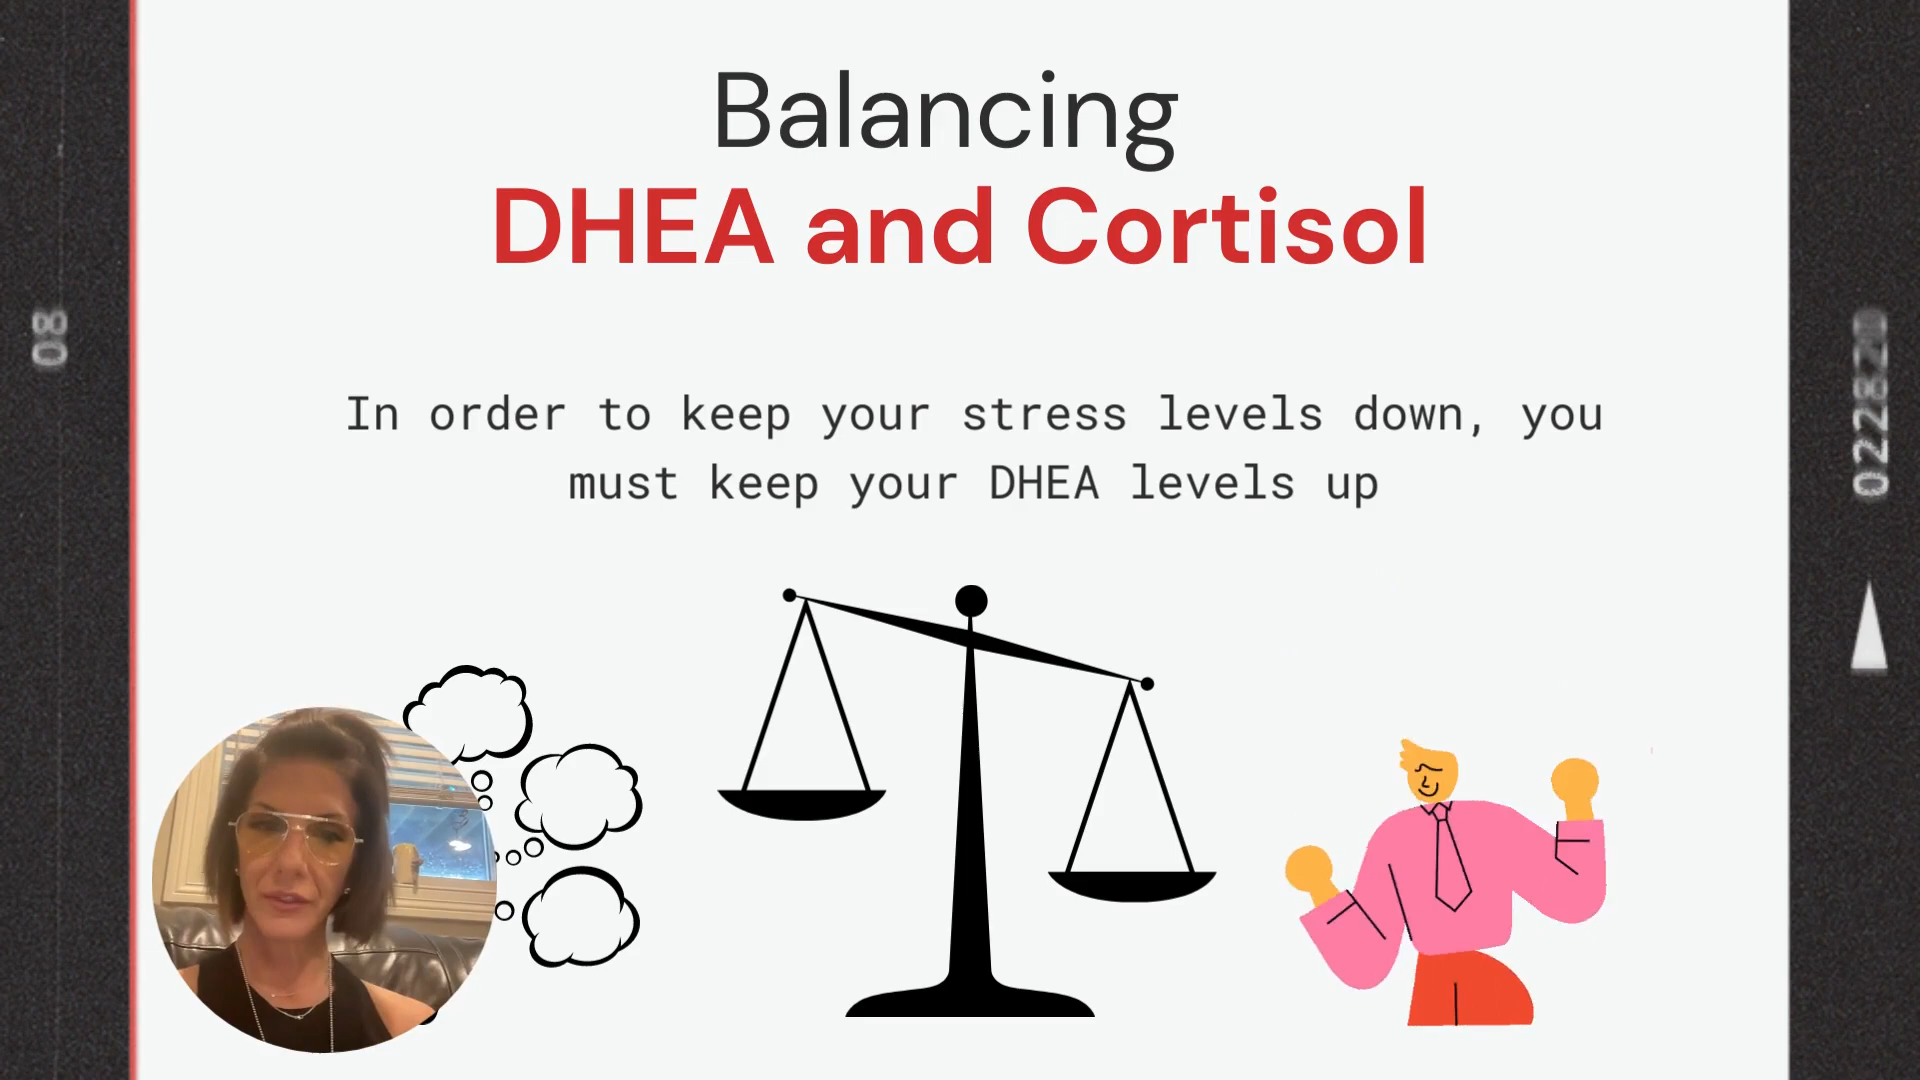 Balancing
DHEA and Cortisol
In order to keep your stress levels down, you
must keep your DHEA levels up
08